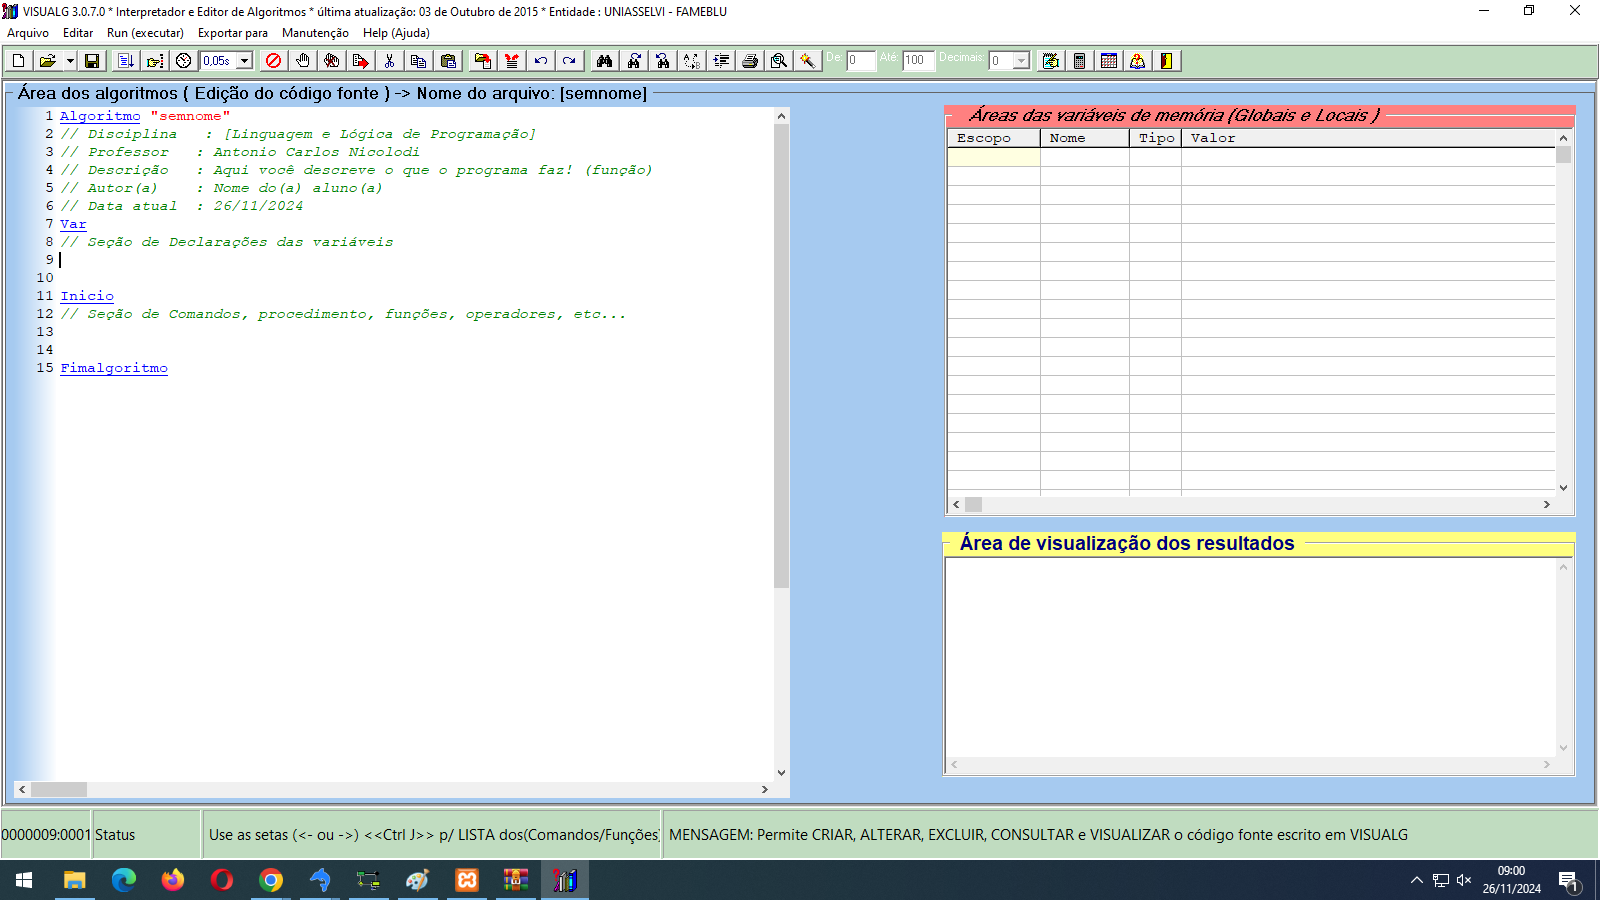 VISUALG 3.0.7.0 * Interpretador e Editor de Algoritmos * última atualização: 03 de Outubro de 2015 * Entidade : UNIASSELVI - FAMEBLU
Arquivo Editar Run (executar) Exportar para Manutenção Help (Ajuda)
0,05s De: 0 Até: 100 Decimais: 0
Área dos algoritmos ( Edição do código fonte ) -> Nome do arquivo: [semnome]
1 Algoritmo "semnome"
2 // Disciplina : [Linguagem e Lógica de Programação]
3 // Professor : Antonio Carlos Nicolodi
4 // Descrição : Aqui você descreve o que o programa faz! (função)
5 // Autor(a) : Nome do(a) aluno(a)
6 // Data atual : 26/11/2024
7 Var
8 // Seção de Declarações das variáveis
9
10
11 Inicio
12 // Seção de Comandos, procedimento, funções, operadores, etc...
13
14
15 Fimalgoritmo
Áreas das variáveis de memória (Globais e Locais )
Escopo Nome Tipo Valor
Área de visualização dos resultados
0000009:0001 Status Use as setas (<- ou ->) <<Ctrl J>> p/ LISTA dos(Comandos/Funções) MENSAGEM: Permite CRIAR, ALTERAR, EXCLUIR, CONSULTAR e VISUALIZAR o código fonte escrito em VISUALG
09:00
26/11/2024
1